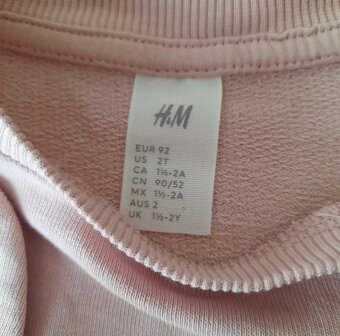 H&M
EUR 92
US 2T
CA 1½-2A
CN 90/52
MX 1½-2A
AUS 2
UK 1½-2Y